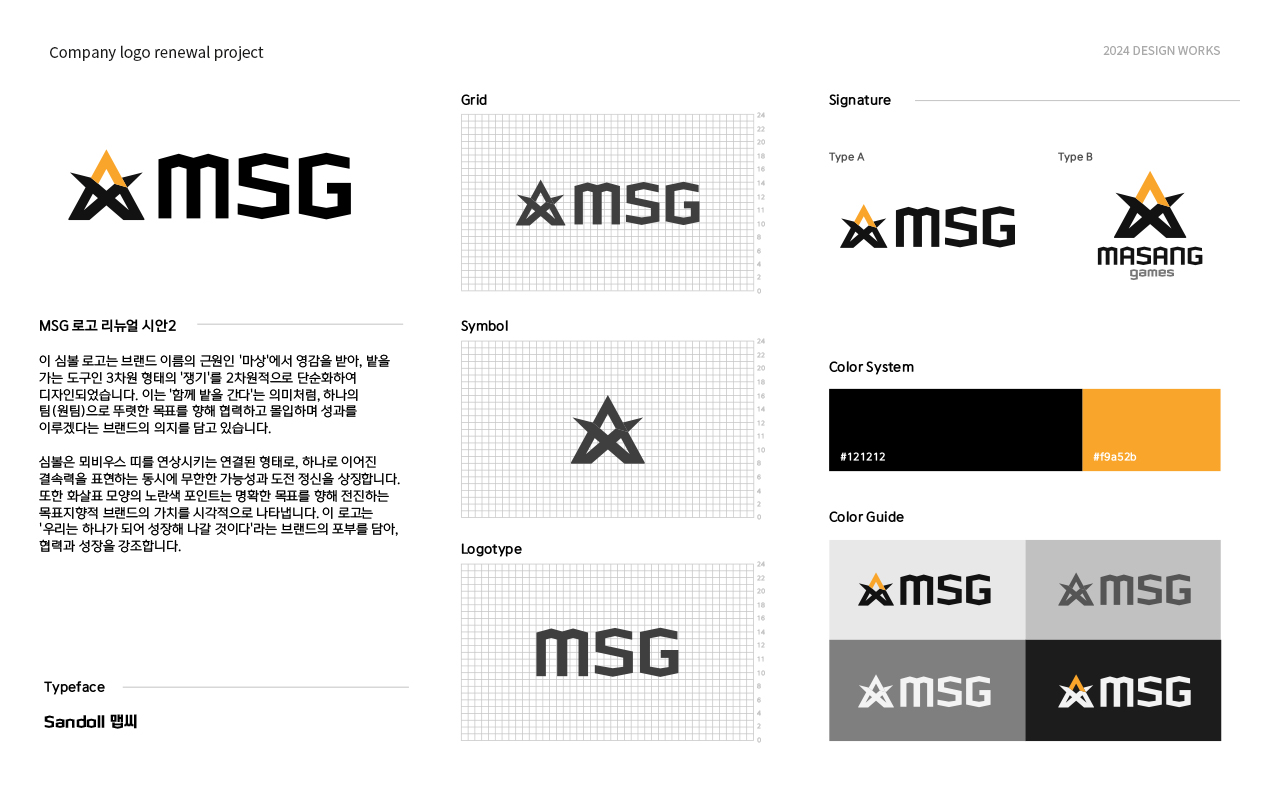 Company logo renewal project
2024 DESIGN WORKS
MSG
MSG 로고 리뉴얼 시안2
이 심볼 로고는 브랜드 이름의 근원인 '마상'에서 영감을 받아, 밭을
가는 도구인 3차원 형태의 '쟁기'를 2차원적으로 단순화하여
디자인되었습니다. 이는 '함께 밭을 간다'는 의미처럼, 하나의
팀(원팀)으로 뚜렷한 목표를 향해 협력하고 몰입하며 성과를
이루겠다는 브랜드의 의지를 담고 있습니다.
심볼은 뫼비우스 띠를 연상시키는 연결된 형태로, 하나로 이어진
결속력을 표현하는 동시에 무한한 가능성과 도전 정신을 상징합니다.
또한 화살표 모양의 노란색 포인트는 명확한 목표를 향해 전진하는
목표지향적 브랜드의 가치를 시각적으로 나타냅니다. 이 로고는
'우리는 하나가 되어 성장해 나갈 것이다'라는 브랜드의 포부를 담아,
협력과 성장을 강조합니다.
Typeface
Sandoll 맵씨
Grid
24
22
20
18
16
14
12
11
10
8
6
4
2
0
MSG
Symbol
24
22
20
18
16
14
12
11
10
8
6
4
2
0
Logotype
24
22
20
18
16
14
12
11
10
8
6
4
2
0
MSG
Signature
Type A
MSG
Type B
MASANG
games
Color System
#121212
#f9a52b
Color Guide
MSG
MSG
MSG
MSG